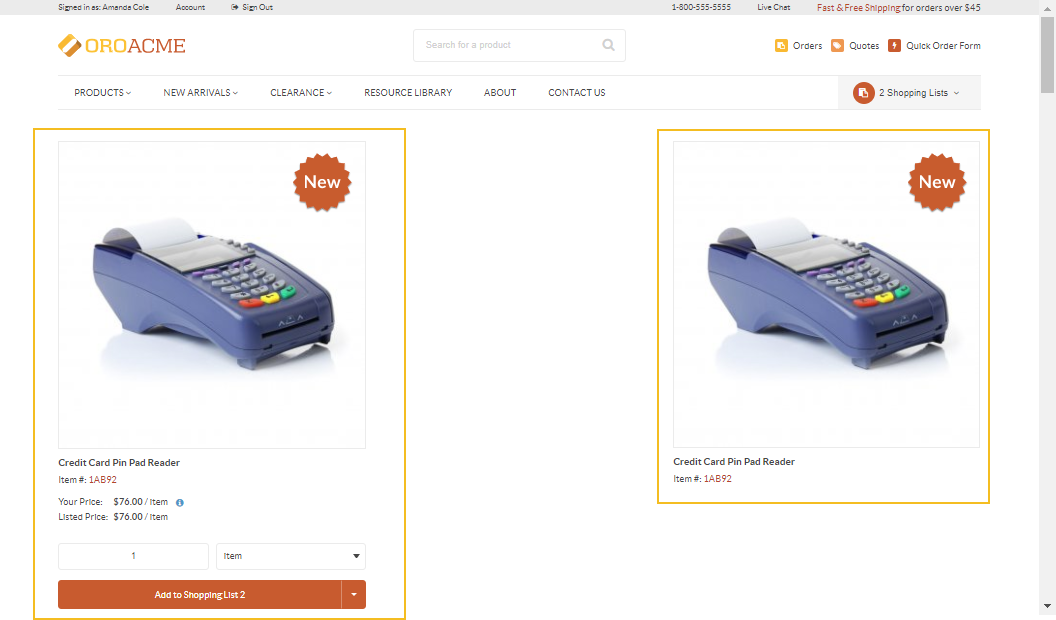 Signed in as: Amanda Cole Account Sign Out 1-800-555-5555 Live Chat Fast & Free Shipping for orders over $45
OROACME Search for a product Orders Quotes Quick Order Form
PRODUCTS NEW ARRIVALS CLEARANCE RESOURCE LIBRARY ABOUT CONTACT US 2 Shopping Lists
New
Credit Card Pin Pad Reader
Item #: 1AB92
Your Price: $76.00 / Item
Listed Price: $76.00 / Item
1 Item
Add to Shopping List 2
New
Credit Card Pin Pad Reader
Item #: 1AB92